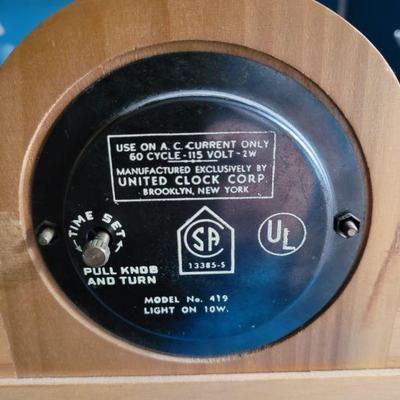 USE ON A.C. CURRENT ONLY
60 CYCLE - 115 VOLT - 2W
MANUFACTURED EXCLUSIVELY BY
UNITED CLOCK CORP.
BROOKLYN, NEW YORK
TIME SET
PULL KNOB
AND TURN
SA
13385-S
UL
MODEL No. 419
LIGHT ON 10W.